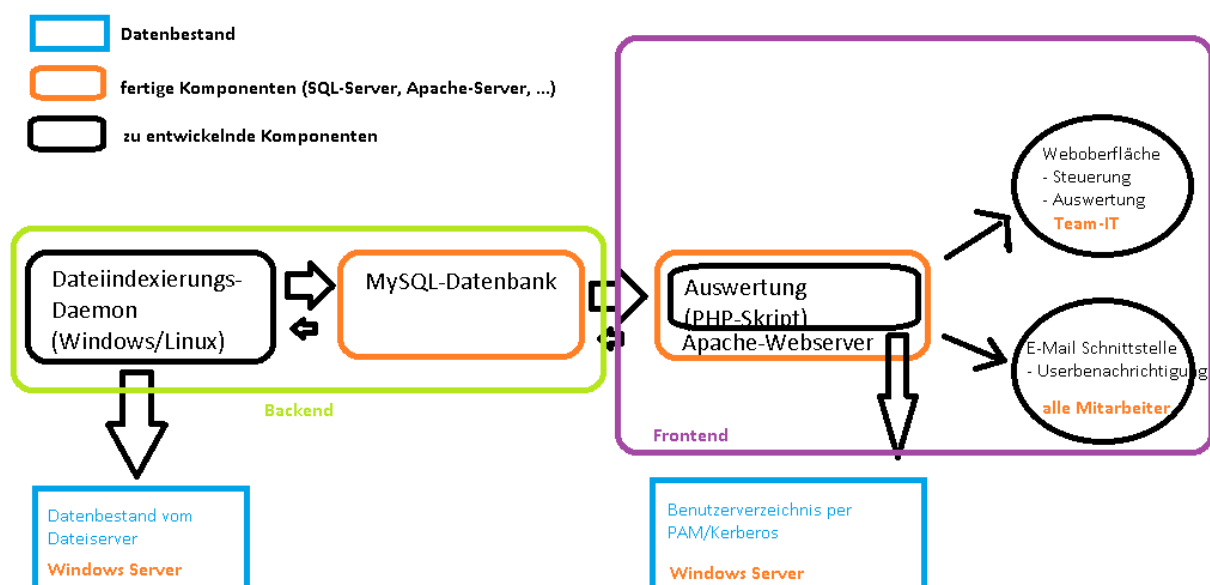 Datenbestand
fertige Komponenten (SQL-Server, Apache-Server, ...)
zu entwickelnde Komponenten
Weboberfläche
- Steuerung
- Auswertung
Team-IT
Dateiindexierungs-
Daemon
(Windows/Linux)
MySQL-Datenbank
Auswertung
(PHP-Skript)
Apache-Webserver
E-Mail Schnittstelle
- Userbenachrichtigung
alle Mitarbeiter
Backend
Frontend
Datenbestand vom
Dateiserver
Windows Server
Benutzerverzeichnis per
PAM/Kerberos
Windows Server